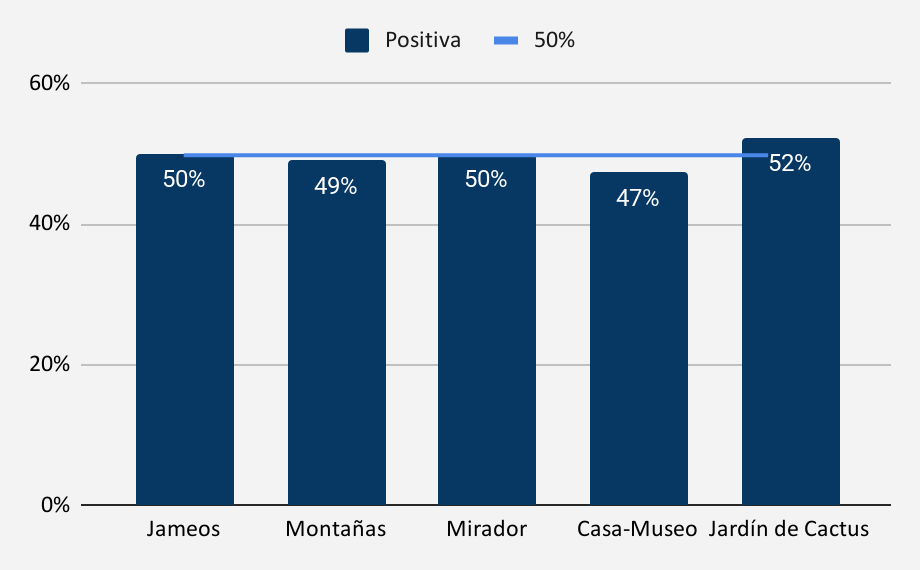 Positiva 50%
60%
40%
20%
0%
50% 49% 50% 47% 52%
Jameos Montañas Mirador Casa-Museo Jardín de Cactus